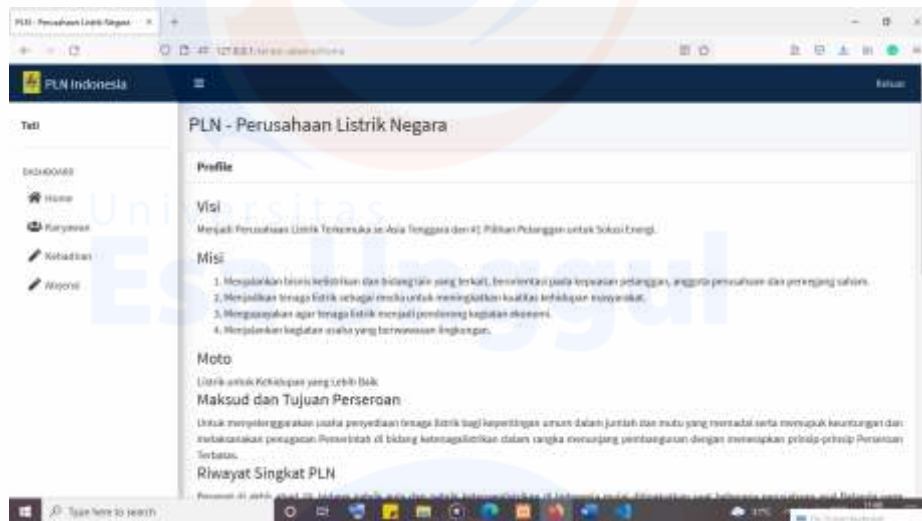 PLN - Perusahaan Listrik Negara
PLN Indonesia
Keluar
Teti
PLN - Perusahaan Listrik Negara
DASHBOARD
Home
Karyawan
Kehadiran
Absensi
Profile
Visi
Menjadi Perusahaan Listrik Terkemuka se-Asia Tenggara dan #1 Pilihan Pelanggan untuk Solusi Energi.
Misi
1. Menjalankan bisnis kelistrikan dan bidang lain yang terkait, berorientasi pada kepuasan pelanggan, anggota perusahaan dan pemegang saham.
2. Menjadikan tenaga listrik sebagai media untuk meningkatkan kualitas kehidupan masyarakat.
3. Mengupayakan agar tenaga listrik menjadi pendorong kegiatan ekonomi.
4. Menjalankan kegiatan usaha yang berwawasan lingkungan.
Moto
Listrik untuk Kehidupan yang Lebih Baik
Maksud dan Tujuan Perseroan
Untuk menyelenggarakan usaha penyediaan tenaga listrik bagi kepentingan umum dalam jumlah dan mutu yang memadai serta memupuk keuntungan dan
melaksanakan penugasan Pemerintah di bidang ketenagalistrikan dalam rangka menunjang pembangunan dengan menerapkan prinsip-prinsip Perseroan
Terbatas.
Riwayat Singkat PLN
Universitas
Esa Unggul
Type here to search